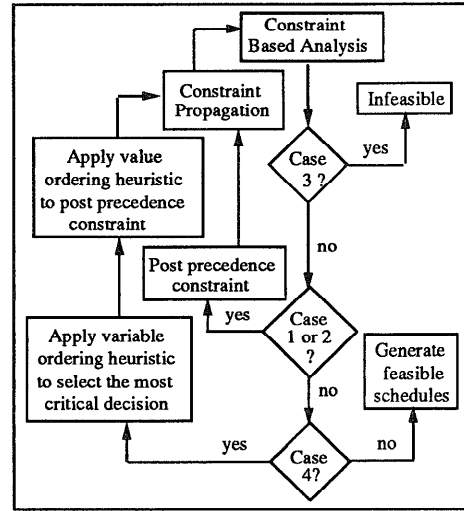 Constraint
Based Analysis
Constraint
Propagation
Infeasible
Apply value
ordering heuristic
to post precedence
constraint
Case
3 ?
yes
no
Post precedence
constraint
yes
Case
1 or 2
?
Apply variable
ordering heuristic
to select the most
critical decision
Generate
feasible
schedules
no
yes
Case
4?
no